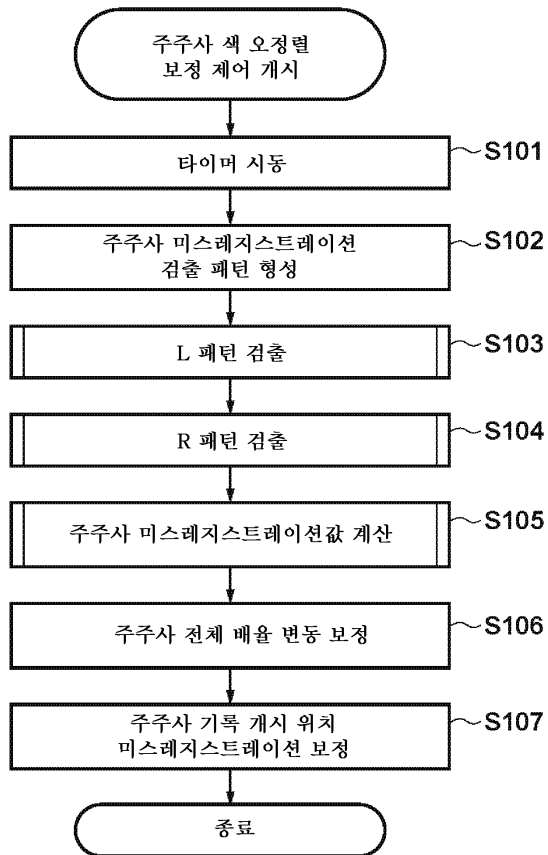 주주사 색 오정렬
보정 제어 개시
타이머 시동
S101
주주사 미스레지스트레이션
검출 패턴 형성
S102
L 패턴 검출
S103
R 패턴 검출
S104
주주사 미스레지스트레이션값 계산
S105
주주사 전체 배율 변동 보정
S106
주주사 기록 개시 위치
미스레지스트레이션 보정
S107
종료